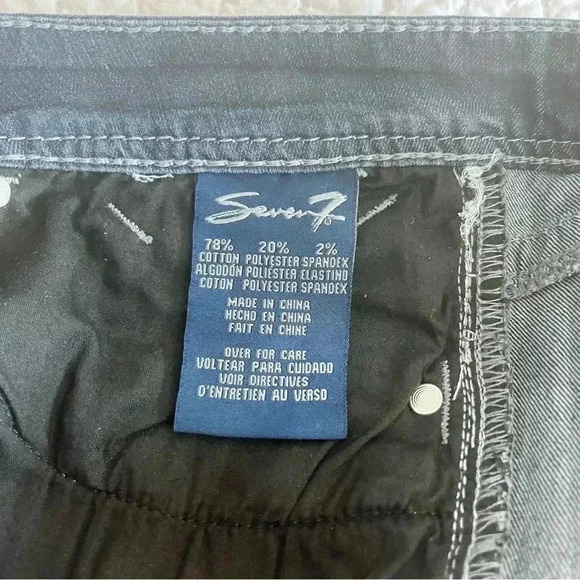 Seven7
78% 20% 2%
COTTON POLYESTER SPANDEX
ALGODÓN POLIESTER ELASTINO
COTON POLYESTER SPANDEX
MADE IN CHINA
HECHO EN CHINA
FAIT EN CHINE
OVER FOR CARE
VOLTEAR PARA CUIDADO
VOIR DIRECTIVES
D'ENTRETIEN AU VERSO